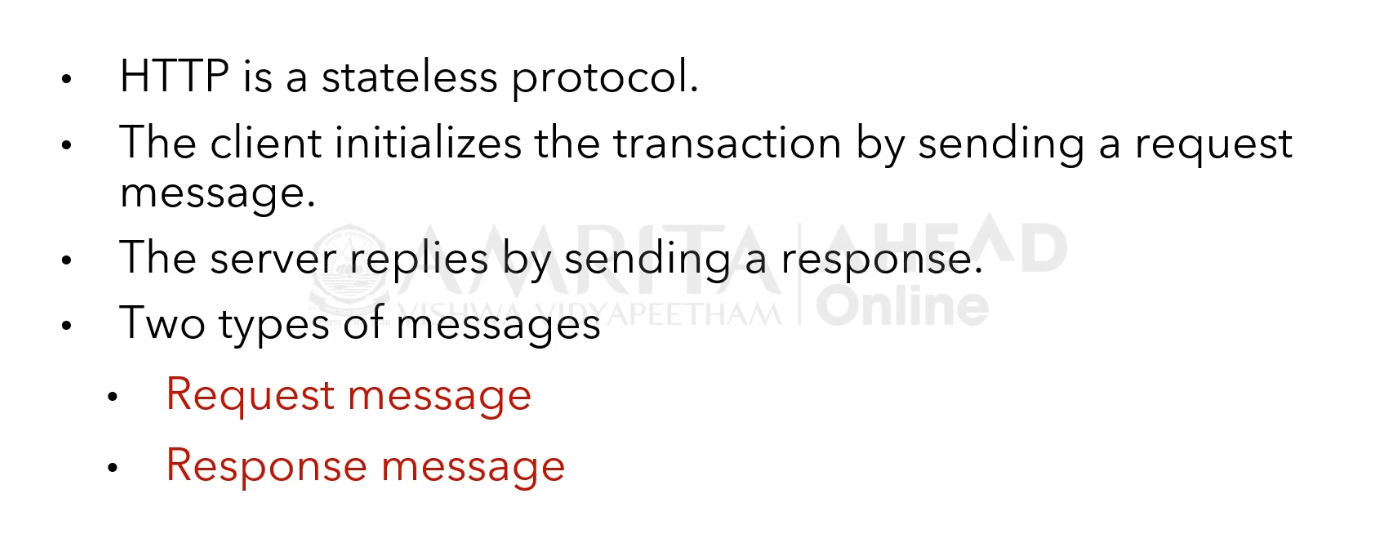 • HTTP is a stateless protocol.
• The client initializes the transaction by sending a request
message.
• The server replies by sending a response.
• Two types of messages
• Request message
• Response message
AMRITA AHEAD
VISHWA VIDYAPEETHAM Online